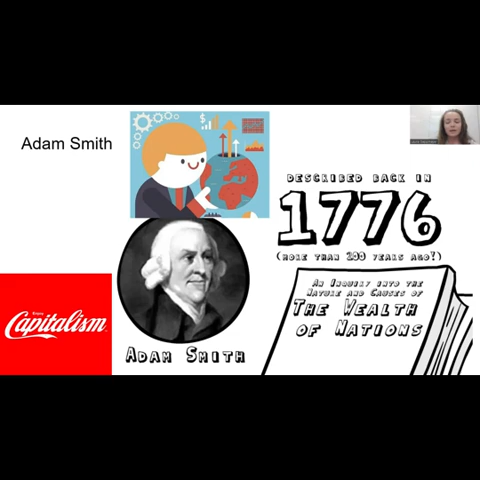 Adam Smith
DESCRIBED BACK IN
1776
(MORE THAN 200 YEARS AGO!)
AN INQUIRY INTO THE
NATURE AND CAUSES OF
THE WEALTH
OF NATIONS
ADAM SMITH
Enjoy
Capitalism
$